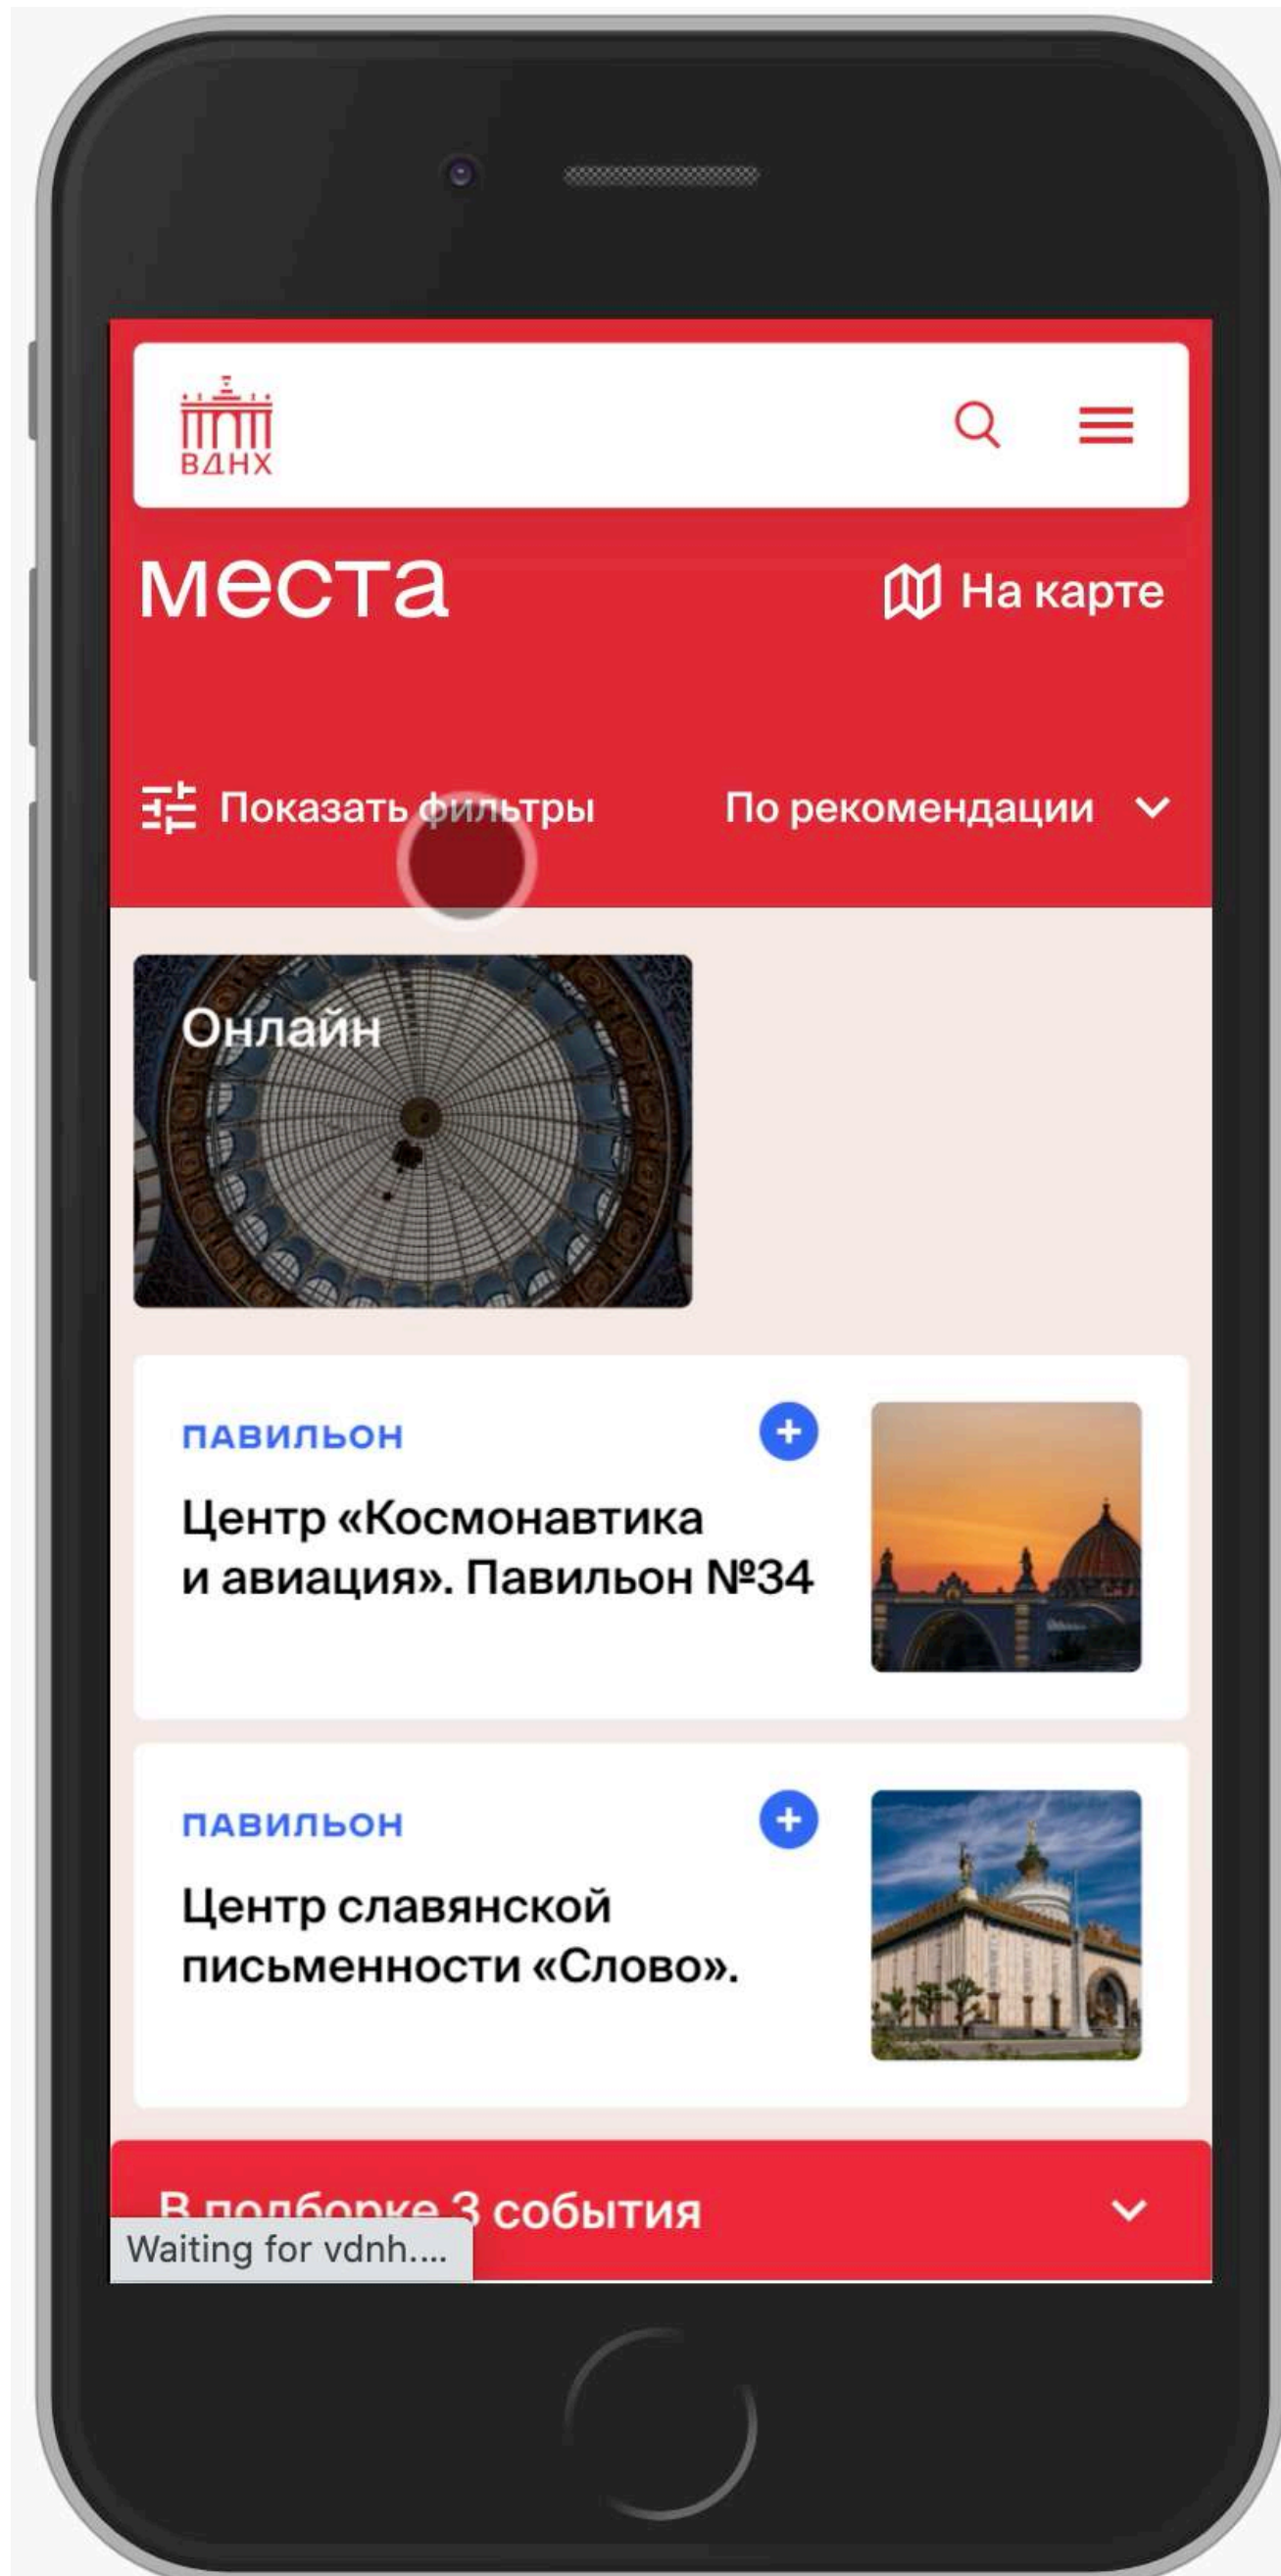 ВДНХ
места
На карте
Показать фильтры
По рекомендации
Онлайн
ПАВИЛЬОН
Центр «Космонавтика
и авиация». Павильон №34
ПАВИЛЬОН
Центр славянской
письменности «Слово».
В подборке 3 события
Waiting for vdnh....